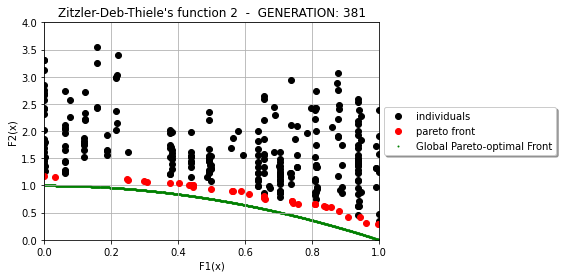 Zitzler-Deb-Thiele's function 2 - GENERATION: 381
4.0
3.5
3.0
2.5
2.0
1.5
1.0
0.5
0.0
F2(x)
0.0 0.2 0.4 0.6 0.8 1.0
F1(x)
individuals
pareto front
Global Pareto-optimal Front